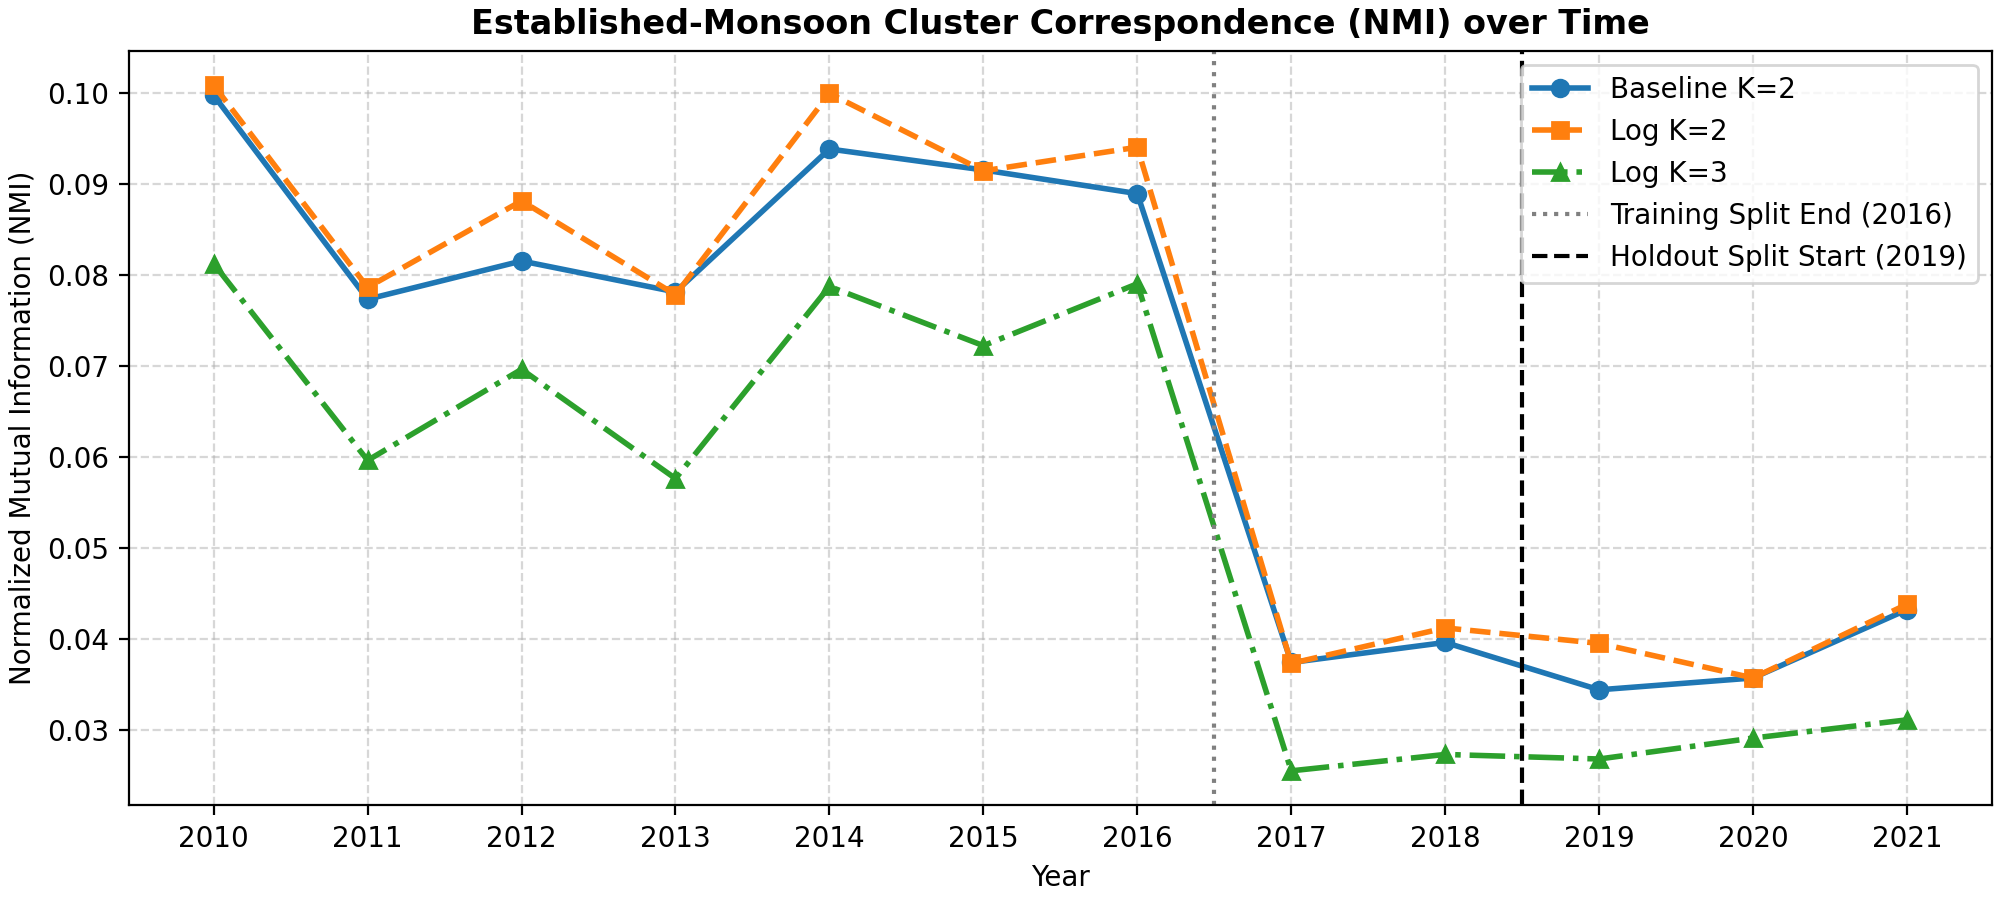 Established-Monsoon Cluster Correspondence (NMI) over Time
Normalized Mutual Information (NMI)
0.10
0.09
0.08
0.07
0.06
0.05
0.04
0.03
Baseline K=2
Log K=2
Log K=3
Training Split End (2016)
Holdout Split Start (2019)
2010 2011 2012 2013 2014 2015 2016 2017 2018 2019 2020 2021
Year